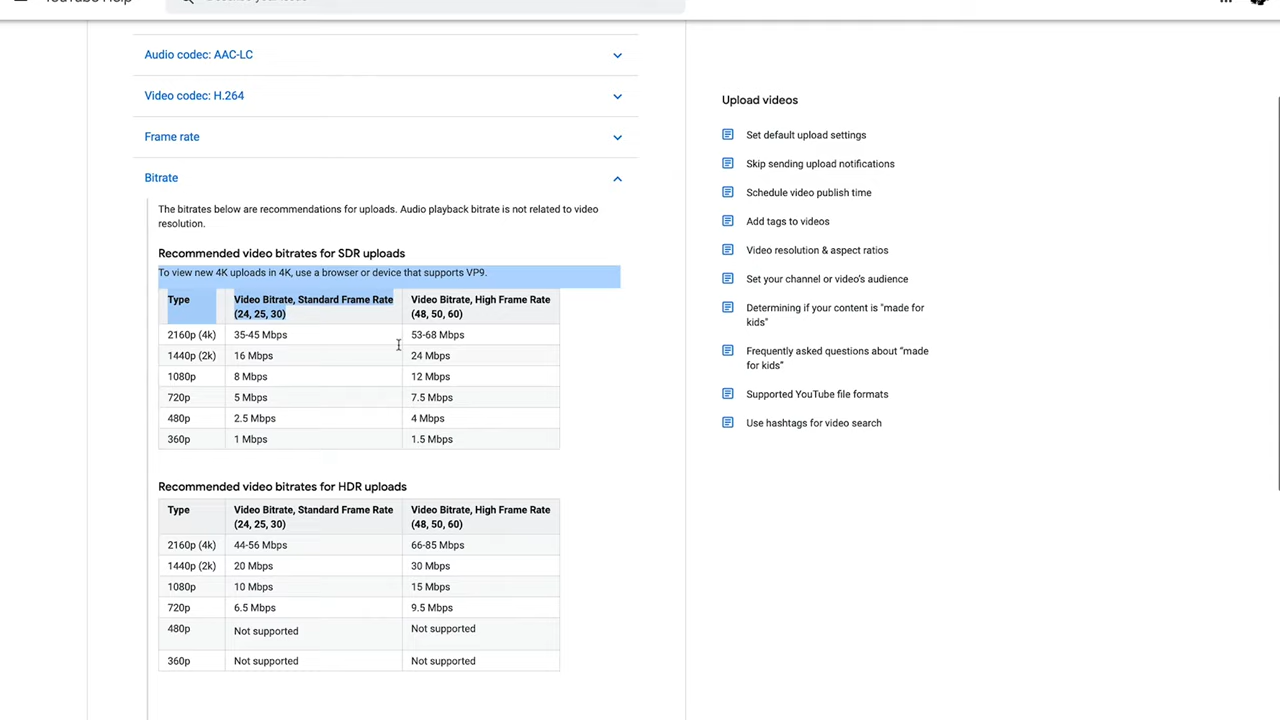 YouTube Help
Audio codec: AAC-LC
Video codec: H.264
Frame rate
Bitrate
The bitrates below are recommendations for uploads. Audio playback bitrate is not related to video
resolution.
Recommended video bitrates for SDR uploads
To view new 4K uploads in 4K, use a browser or device that supports VP9.
Type Video Bitrate, Standard Frame Rate Video Bitrate, High Frame Rate
(24, 25, 30) (48, 50, 60)
2160p (4k) 35-45 Mbps 53-68 Mbps
1440p (2k) 16 Mbps 24 Mbps
1080p 8 Mbps 12 Mbps
720p 5 Mbps 7.5 Mbps
480p 2.5 Mbps 4 Mbps
360p 1 Mbps 1.5 Mbps
Recommended video bitrates for HDR uploads
Type Video Bitrate, Standard Frame Rate Video Bitrate, High Frame Rate
(24, 25, 30) (48, 50, 60)
2160p (4k) 44-56 Mbps 66-85 Mbps
1440p (2k) 20 Mbps 30 Mbps
1080p 10 Mbps 15 Mbps
720p 6.5 Mbps 9.5 Mbps
480p Not supported Not supported
360p Not supported Not supported
Upload videos
Set default upload settings
Skip sending upload notifications
Schedule video publish time
Add tags to videos
Video resolution & aspect ratios
Set your channel or video's audience
Determining if your content is "made for
kids"
Frequently asked questions about “made
for kids”
Supported YouTube file formats
Use hashtags for video search